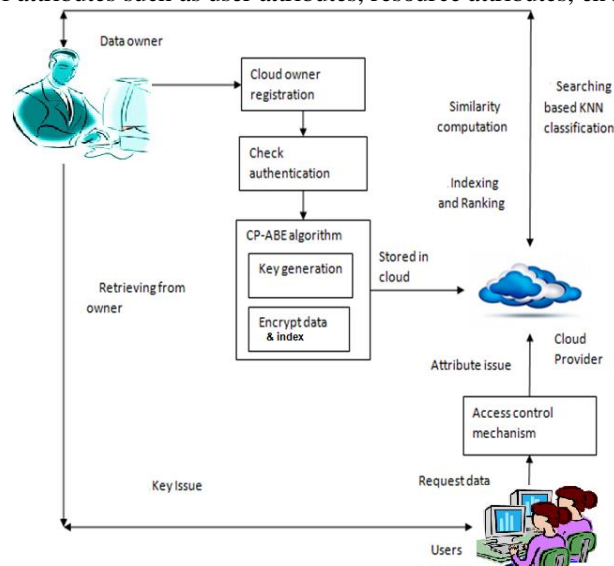 Data owner
Cloud owner
registration
Check
authentication
CP-ABE algorithm
Key generation
Encrypt data
& index
Stored in
cloud
Similarity
computation
Searching
based KNN
classification
Indexing
and Ranking
Retrieving from
owner
Cloud
Provider
Attribute issue
Access control
mechanism
Request data
Key Issue
Users